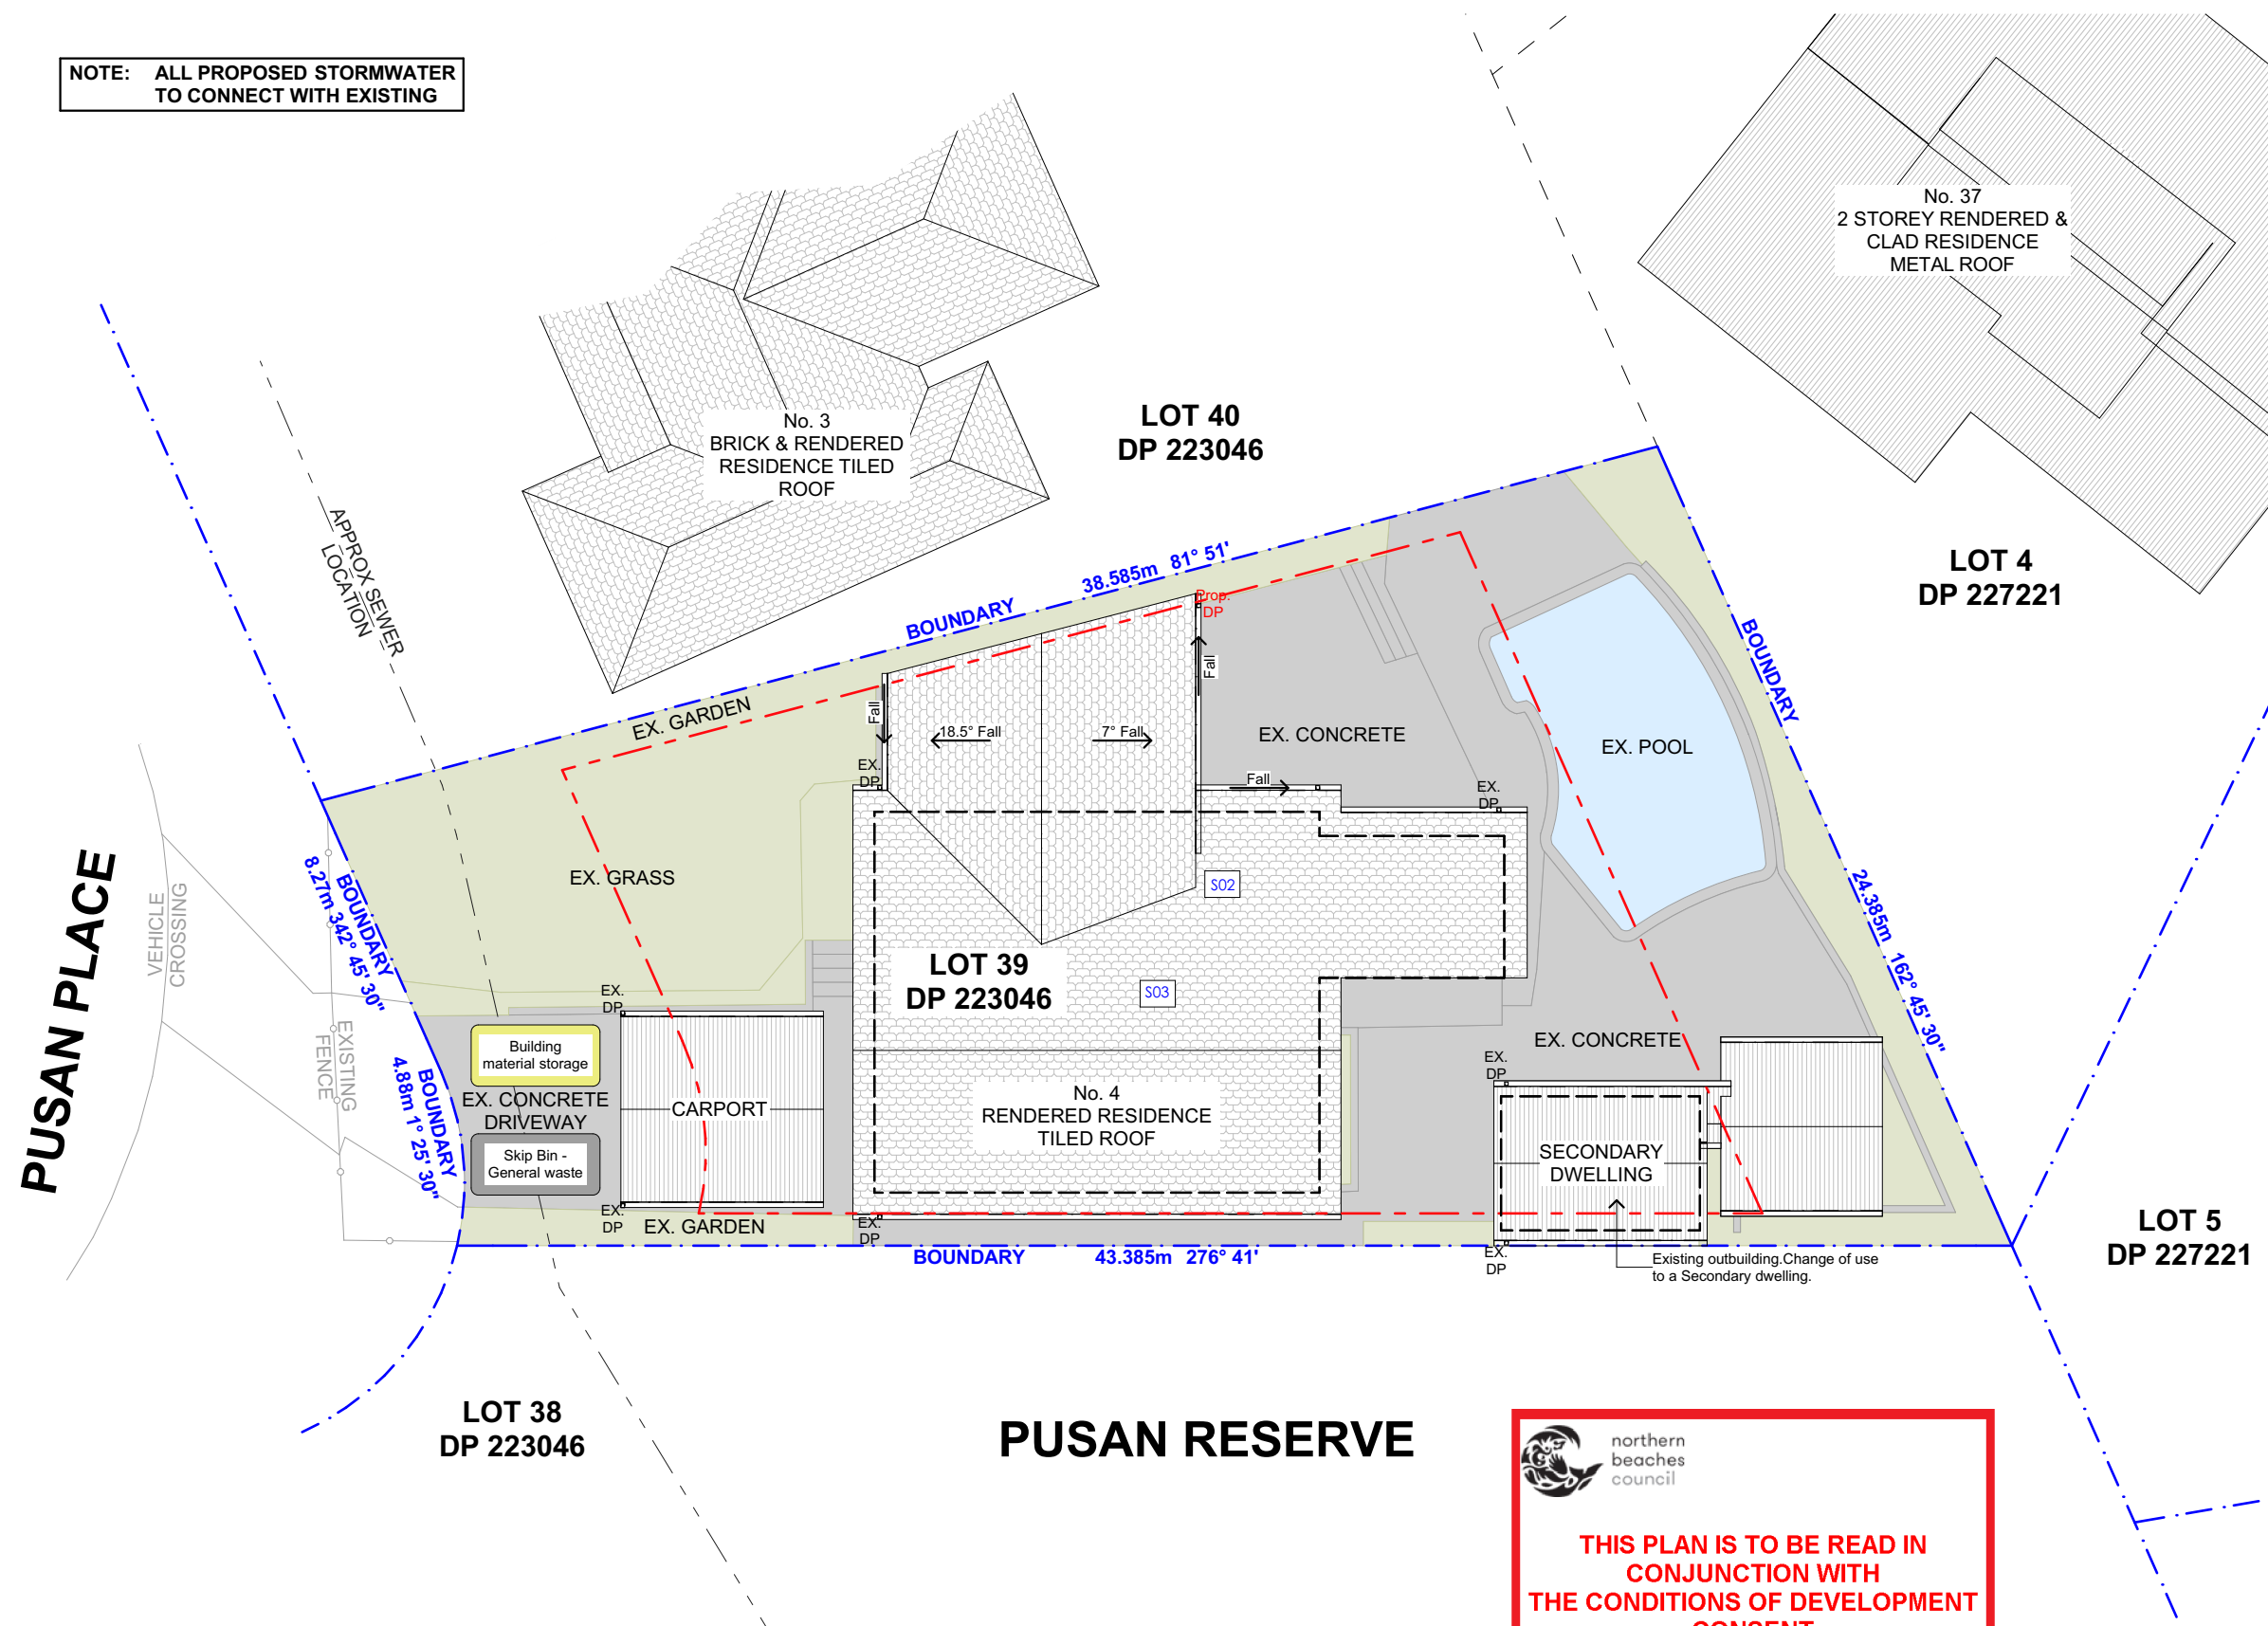 NOTE: ALL PROPOSED STORMWATER
TO CONNECT WITH EXISTING
No. 37
2 STOREY RENDERED &
CLAD RESIDENCE
METAL ROOF
No. 3
BRICK & RENDERED
RESIDENCE TILED
ROOF
LOT 40
DP 223046
LOT 4
DP 227221
APPROX SEWER
LOCATION
BOUNDARY
38.585m 81° 51'
Prop.
DP
BOUNDARY
24.385m 162° 45' 30"
EX. GARDEN
Fall
Fall
18.5° Fall
7° Fall
EX. CONCRETE
EX. POOL
EX.
DP
Fall
EX.
DP
EX. GRASS
S02
PUSAN PLACE
VEHICLE
CROSSING
BOUNDARY
8.27m 342° 45' 30"
LOT 39
DP 223046
S03
EX.
DP
EXISTING
FENCE
BOUNDARY
4.88m 1° 25' 30"
Building
material storage
EX. CONCRETE
DRIVEWAY
Skip Bin -
General waste
CARPORT
No. 4
RENDERED RESIDENCE
TILED ROOF
EX. CONCRETE
EX.
DP
SECONDARY
DWELLING
EX.
DP
EX. GARDEN
EX.
DP
BOUNDARY
43.385m 276° 41'
EX.
DP
Existing outbuilding.Change of use
to a Secondary dwelling.
LOT 5
DP 227221
LOT 38
DP 223046
PUSAN RESERVE
northern
beaches
council
THIS PLAN IS TO BE READ IN
CONJUNCTION WITH
THE CONDITIONS OF DEVELOPMENT
CONSENT